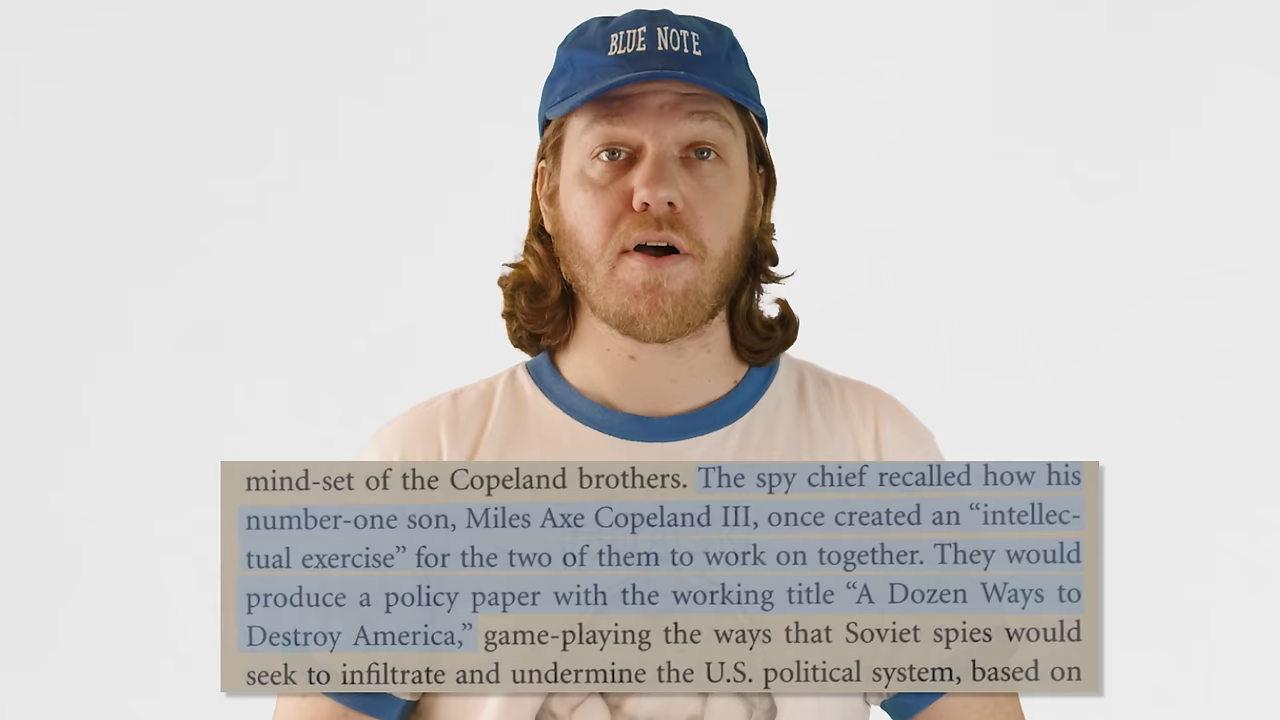 BLUE NOTE
mind-set of the Copeland brothers. The spy chief recalled how his
number-one son, Miles Axe Copeland III, once created an “intellec-
tual exercise” for the two of them to work on together. They would
produce a policy paper with the working title “A Dozen Ways to
Destroy America,” game-playing the ways that Soviet spies would
seek to infiltrate and undermine the U.S. political system, based on